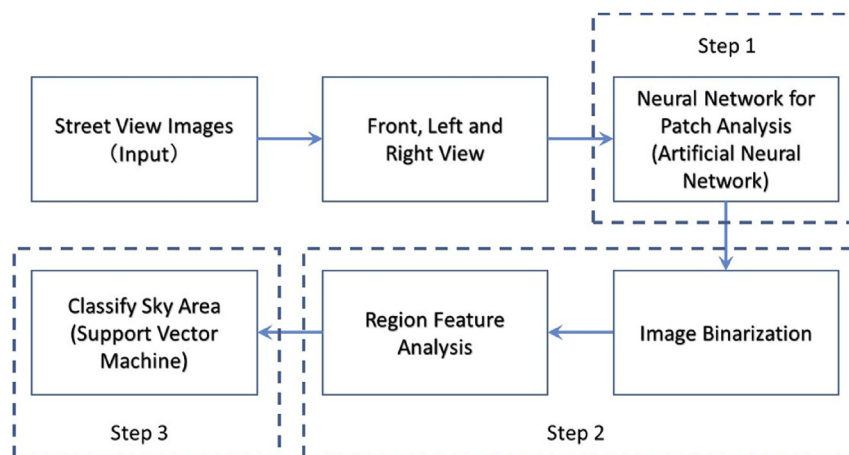 Step 1
Street View Images
（Input）
Front, Left and
Right View
Neural Network for
Patch Analysis
(Artificial Neural
Network)
Classify Sky Area
(Support Vector
Machine)
Region Feature
Analysis
Image Binarization
Step 3
Step 2